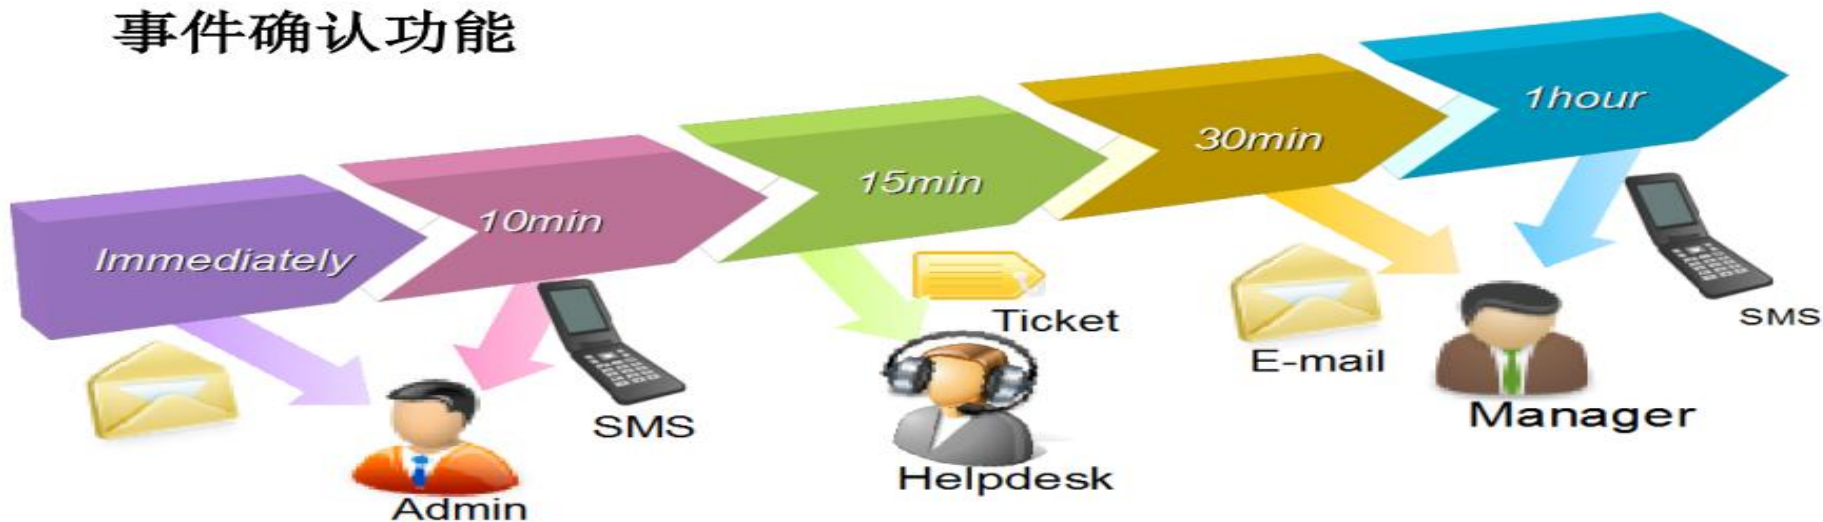 事件确认功能
1hour
30min
15min
10min
Immediately
Ticket
SMS
E-mail
Manager
SMS
Helpdesk
Admin